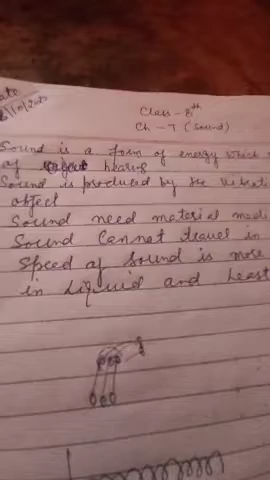 Class - 8th
Ch - 7 (Sound)
Sound is a form of energy which
of hearing
Sound is produced by the vibrati
object
Sound need material medi
Sound Cannot travel in
Speed of Sound is more
in Liquid and Least